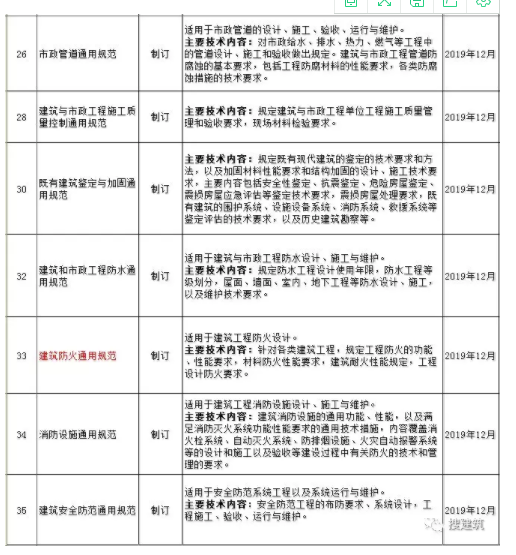 适用于市政管道的设计、施工、验收、运行与维护。
主要技术内容：对市政给水、排水、热力、燃气等工程中
26 市政管道通用规范 制订 的管道设计、施工和验收做出规定。建筑与市政工程管道防 2019年12月
腐蚀的基本要求，包括工程防腐材料的性能要求，各类防腐
蚀措施的技术要求。
28 建筑与市政工程施工质
量控制通用规范 制订 主要技术内容：规定建筑与市政工程单位工程施工质量管
理和验收要求，现场材料检验要求。 2019年12月
主要技术内容：规定既有现代建筑的鉴定的技术要求和方
法，以及加固材料性能要求和结构加固的设计、施工技术要
求，主要内容包括安全性鉴定、抗震鉴定、危险房屋鉴定、
30 既有建筑鉴定与加固通
用规范 制订 震损房屋应急评估等鉴定技术要求，震损房屋处理要求，既 2019年12月
有建筑的围护系统、设施设备系统、消防系统、救援系统等
鉴定评估的技术要求，以及历史建筑勘察等。
适用于建筑与市政工程防水设计、施工与维护。
32 建筑和市政工程防水通
用规范 制订 主要技术内容：规定防水工程设计使用年限，防水工程等
级划分，屋面、墙面、室内、地下工程等防水设计、施工，
以及维护技术要求。 2019年12月
适用于建筑工程防火设计。
33 建筑防火通用规范 制订 主要技术内容：针对各类建筑工程，规定工程防火的功能
、性能要求，材料防火性能要求，建筑耐火性能规定，工程
设计防火要求。 2019年12月
适用于建筑工程消防设施设计、施工与维护。
主要技术内容：建筑消防设施的通用功能、性能，以及满
34 消防设施通用规范 制订 足消防灭火系统功能性能要求的通用技术措施，内容覆盖消
火栓系统、自动灭火系统、防排烟设施、火灾自动报警系统
等的设计和施工以及验收等建设过程中有关防火的技术和管
理的要求。 2019年12月
适用于安全防范系统工程以及系统运行与维护。
35 建筑安全防范通用规范 制订 主要技术内容：安全防范工程的布防要求、系统设计，工
程施工、验收、运行与维护。 2019年12月
搜建筑